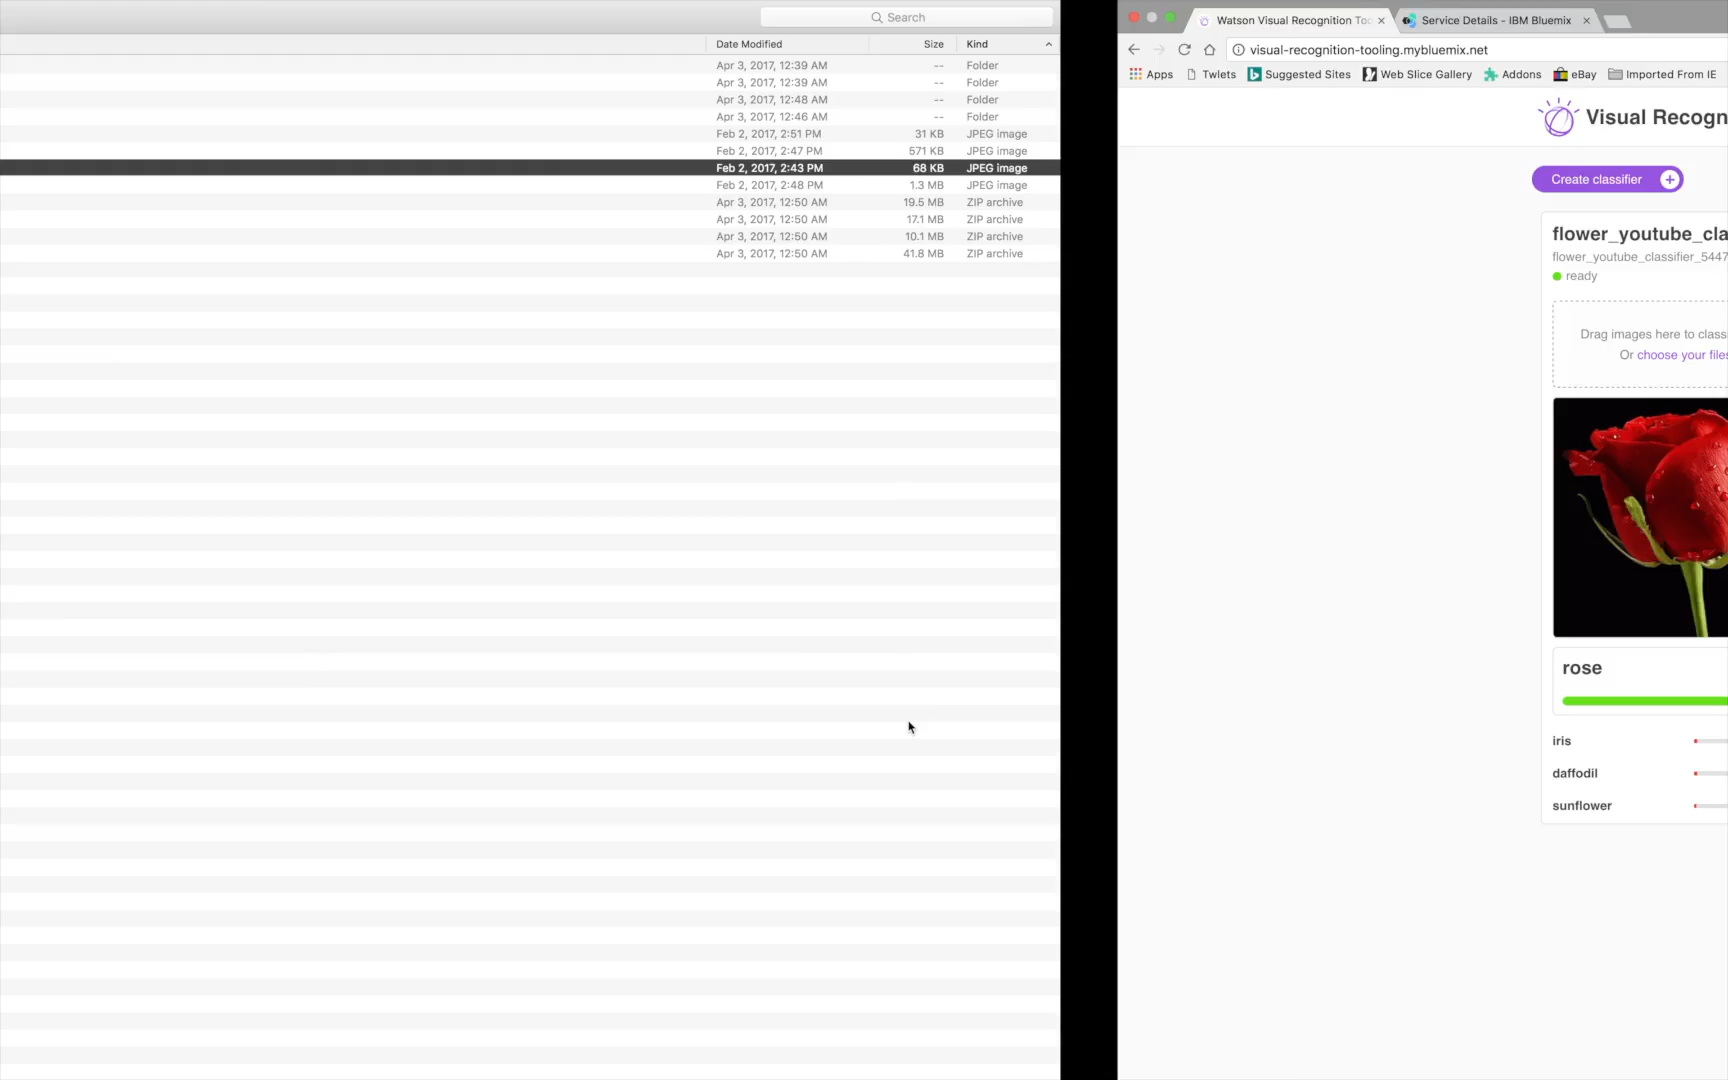 Search
Date Modified Size Kind
Apr 3, 2017, 12:39 AM -- Folder
Apr 3, 2017, 12:39 AM -- Folder
Apr 3, 2017, 12:48 AM -- Folder
Apr 3, 2017, 12:46 AM -- Folder
Feb 2, 2017, 2:51 PM 31 KB JPEG image
Feb 2, 2017, 2:47 PM 571 KB JPEG image
Feb 2, 2017, 2:43 PM 68 KB JPEG image
Feb 2, 2017, 2:48 PM 1.3 MB JPEG image
Apr 3, 2017, 12:50 AM 19.5 MB ZIP archive
Apr 3, 2017, 12:50 AM 17.1 MB ZIP archive
Apr 3, 2017, 12:50 AM 10.1 MB ZIP archive
Apr 3, 2017, 12:50 AM 41.8 MB ZIP archive
Watson Visual Recognition Too Service Details - IBM Bluemix
visual-recognition-tooling.mybluemix.net
Apps Twlets Suggested Sites Web Slice Gallery Addons eBay Imported From IE
Visual Recogn
Create classifier
flower_youtube_cla
flower_youtube_classifier_5447
ready
Drag images here to class
Or choose your files
rose
iris
daffodil
sunflower